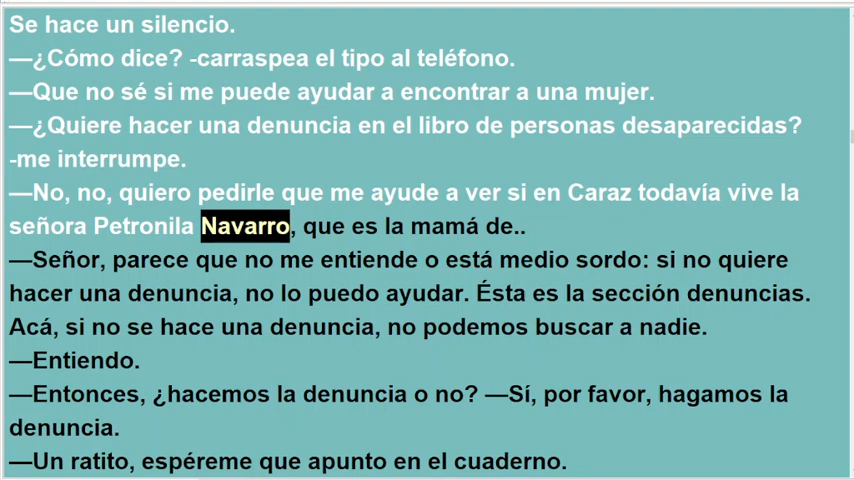 Se hace un silencio.
—¿Cómo dice? -carraspea el tipo al teléfono.
—Que no sé si me puede ayudar a encontrar a una mujer.
—¿Quiere hacer una denuncia en el libro de personas desaparecidas?
-me interrumpe.
—No, no, quiero pedirle que me ayude a ver si en Caraz todavía vive la
señora Petronila Navarro, que es la mamá de..
—Señor, parece que no me entiende o está medio sordo: si no quiere
hacer una denuncia, no lo puedo ayudar. Ésta es la sección denuncias.
Acá, si no se hace una denuncia, no podemos buscar a nadie.
—Entiendo.
—Entonces, ¿hacemos la denuncia o no? —Sí, por favor, hagamos la
denuncia.
—Un ratito, espéreme que apunto en el cuaderno.